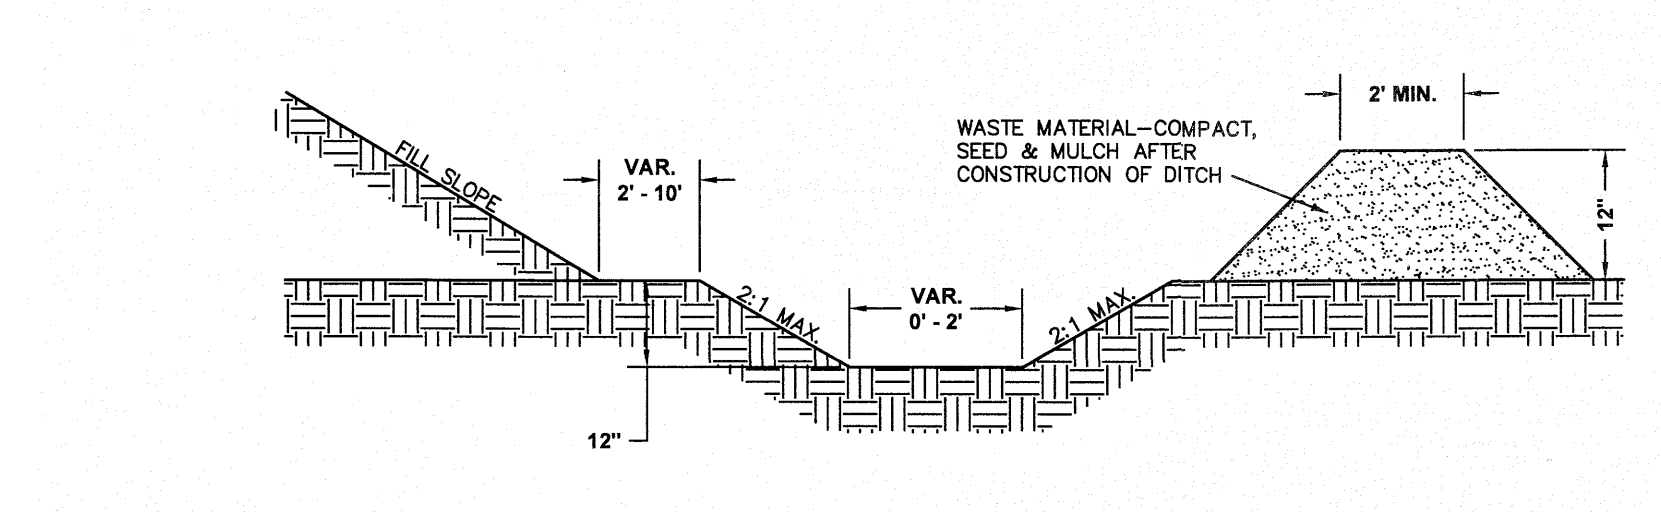 2' MIN.
WASTE MATERIAL-COMPACT,
SEED & MULCH AFTER
CONSTRUCTION OF DITCH
FILL SLOPE
VAR.
2' - 10'
12"
2:1 MAX.
VAR.
0' - 2'
2:1 MAX.
12"